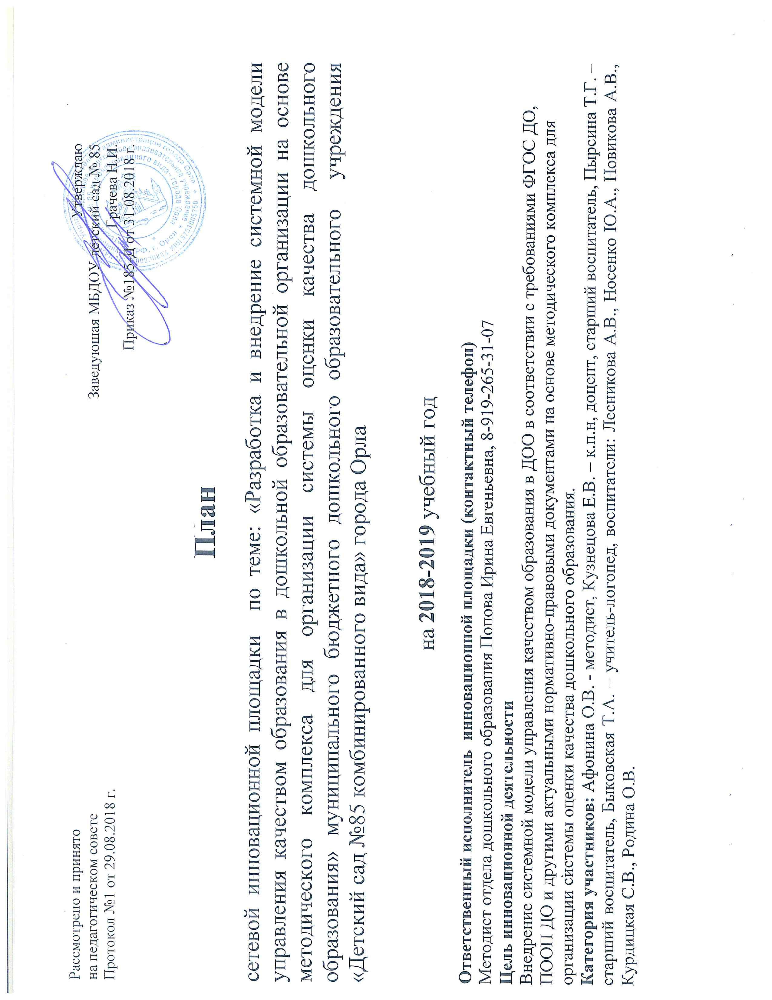 Рассмотрено и принято
на педагогическом совете
Протокол №1 от 29.08.2018 г.
Утверждаю
Заведующая МБДОУ детский сад № 85
Грачева Н.И.
Приказ №185-Д от 31.08.2018 г.
План
сетевой инновационной площадки по теме: «Разработка и внедрение системной модели
управления качеством образования в дошкольной образовательной организации на основе
методического комплекса для организации системы оценки качества дошкольного
образования» муниципального бюджетного дошкольного образовательного учреждения
«Детский сад №85 комбинированного вида» города Орла
на 2018-2019 учебный год
Ответственный исполнитель инновационной площадки (контактный телефон)
Методист отдела дошкольного образования Попова Ирина Евгеньевна, 8-919-265-31-07
Цель инновационной деятельности
Внедрение системной модели управления качеством образования в ДОО в соответствии с требованиями ФГОС ДО,
ПООП ДО и другими актуальными нормативно-правовыми документами на основе методического комплекса для
организации системы оценки качества дошкольного образования.
Категория участников: Афонина О.В. - методист, Кузнецова Е.В. – к.п.н, доцент, старший воспитатель, Пырсина Т.Г. –
старший воспитатель, Быковская Т.А. – учитель-логопед, воспитатели: Лесникова А.В., Носенко Ю.А., Новикова А.В.,
Курдицкая С.В., Родина О.В.